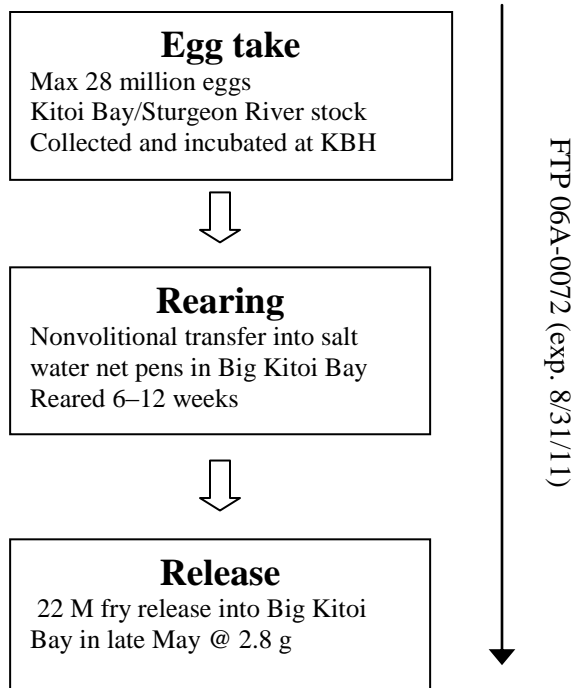 Egg take
Max 28 million eggs
Kitoi Bay/Sturgeon River stock
Collected and incubated at KBH
Rearing
Nonvolitional transfer into salt
water net pens in Big Kitoi Bay
Reared 6–12 weeks
Release
22 M fry release into Big Kitoi
Bay in late May @ 2.8 g
FTP 06A-0072 (exp. 8/31/11)